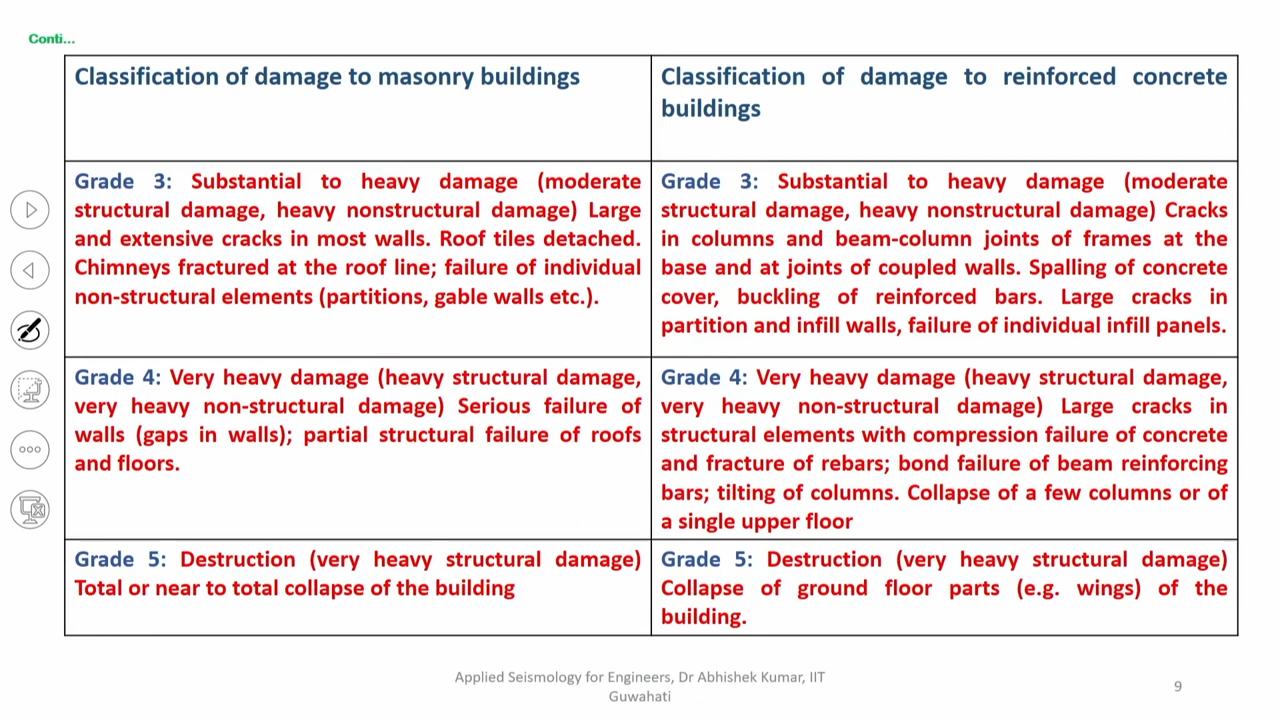 Conti...
Classification of damage to masonry buildings
Classification of damage to reinforced concrete
buildings
Grade 3: Substantial to heavy damage (moderate
structural damage, heavy nonstructural damage) Large
and extensive cracks in most walls. Roof tiles detached.
Chimneys fractured at the roof line; failure of individual
non-structural elements (partitions, gable walls etc.).
Grade 3: Substantial to heavy damage (moderate
structural damage, heavy nonstructural damage) Cracks
in columns and beam-column joints of frames at the
base and at joints of coupled walls. Spalling of concrete
cover, buckling of reinforced bars. Large cracks in
partition and infill walls, failure of individual infill panels.
Grade 4: Very heavy damage (heavy structural damage,
very heavy non-structural damage) Serious failure of
walls (gaps in walls); partial structural failure of roofs
and floors.
Grade 4: Very heavy damage (heavy structural damage,
very heavy non-structural damage) Large cracks in
structural elements with compression failure of concrete
and fracture of rebars; bond failure of beam reinforcing
bars; tilting of columns. Collapse of a few columns or of
a single upper floor
Grade 5: Destruction (very heavy structural damage)
Total or near to total collapse of the building
Grade 5: Destruction (very heavy structural damage)
Collapse of ground floor parts (e.g. wings) of the
building.
Applied Seismology for Engineers, Dr Abhishek Kumar, IIT
Guwahati
9